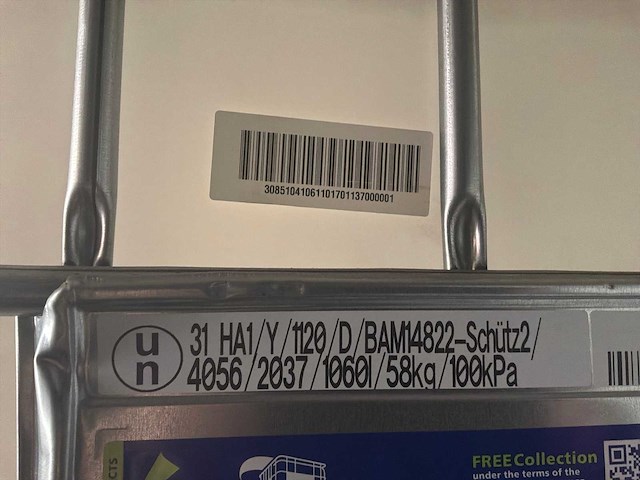 30851041061101701137000001
un
31 HA1/Y/1120/D/BAM14822-Schütz2/
4056/2037/1060l/58kg/100kPa
CTS
FREE Collection
under the terms of the